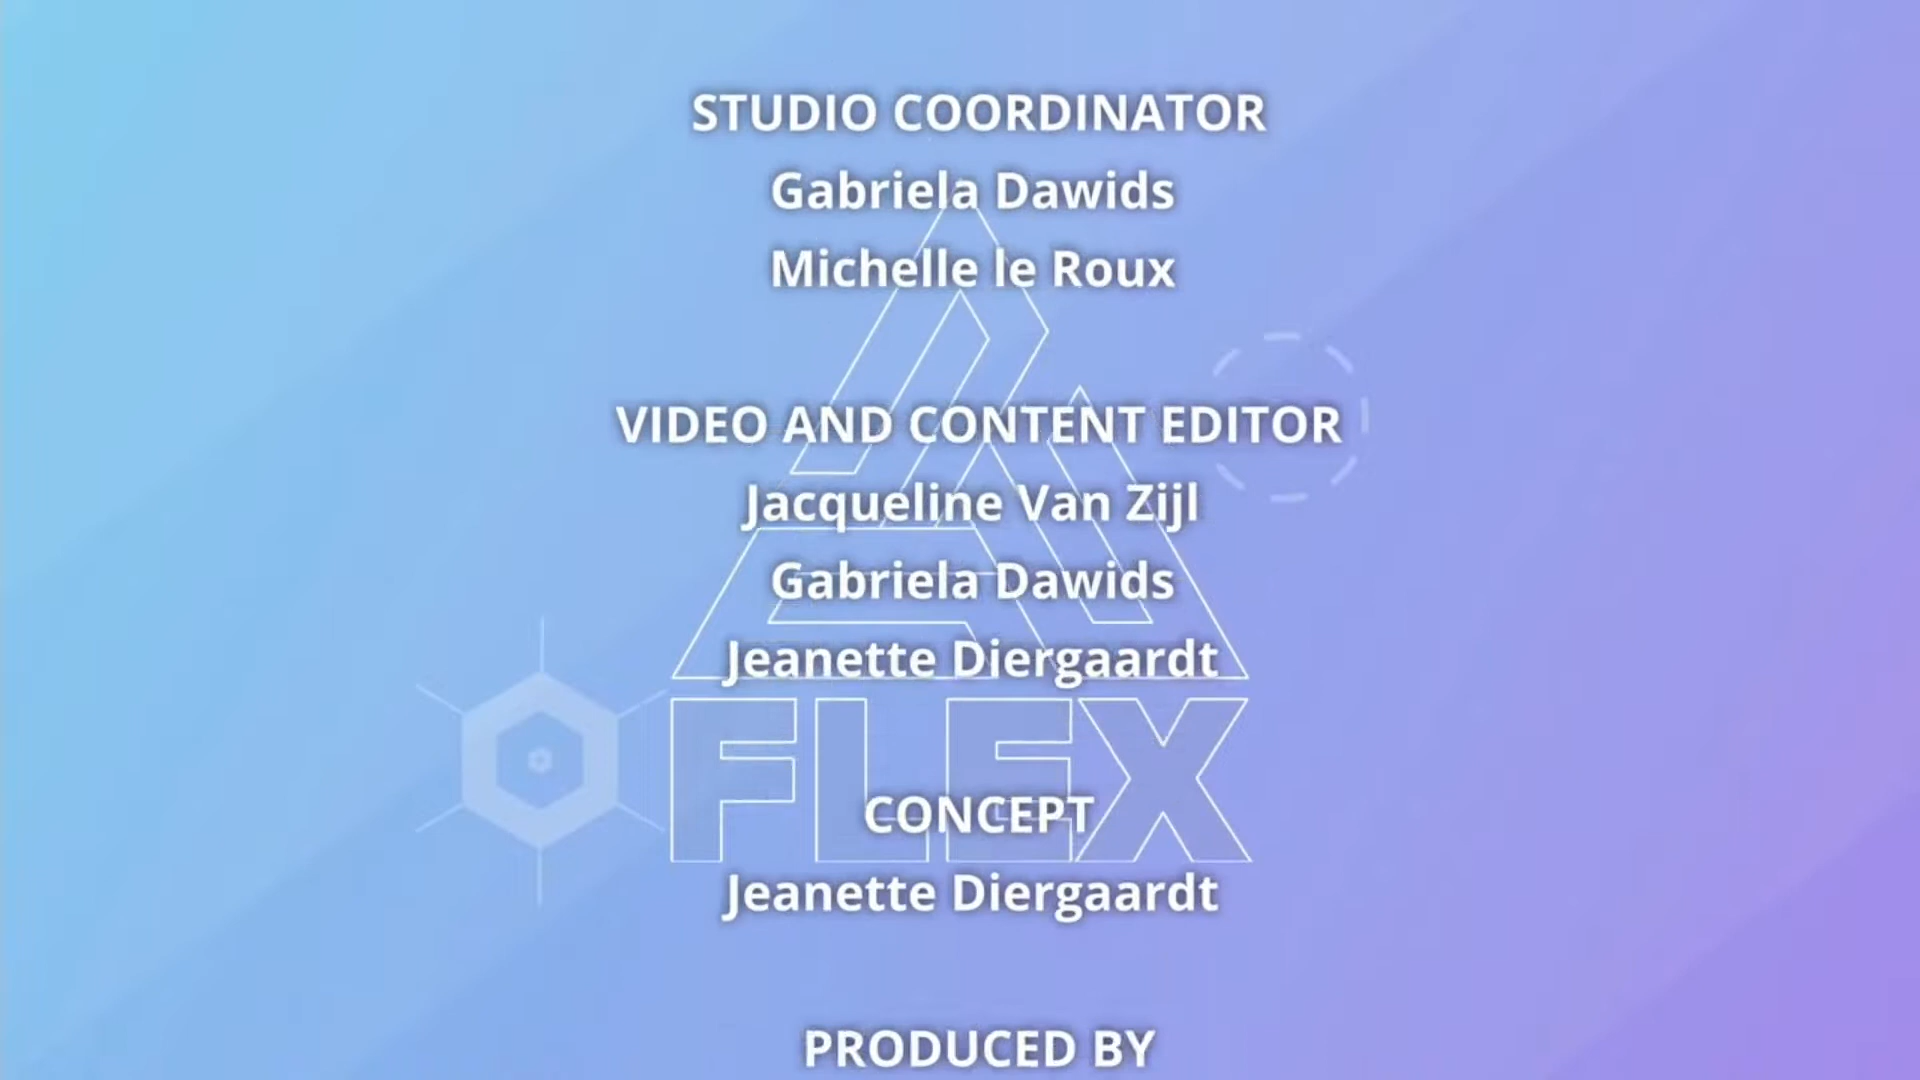 STUDIO COORDINATOR
Gabriela Dawids
Michelle le Roux
VIDEO AND CONTENT EDITOR
Jacqueline Van Zijl
Gabriela Dawids
Jeanette Diergaardt
FLEX
CONCEPT
Jeanette Diergaardt
PRODUCED BY